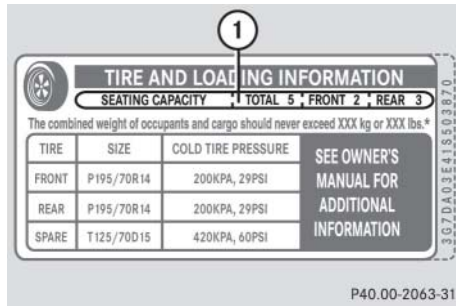 1
TIRE AND LOADING INFORMATION
SEATING CAPACITY TOTAL 5 FRONT 2 REAR 3
The combined weight of occupants and cargo should never exceed XXX kg or XXX lbs.*
TIRE SIZE COLD TIRE PRESSURE
SEE OWNER'S
FRONT P195/70R14 200KPA, 29PSI
MANUAL FOR
REAR P195/70R14 200KPA, 29PSI
ADDITIONAL
SPARE T125/70D15 420KPA, 60PSI
INFORMATION
3G7DA03E41S503870
P40.00-2063-31